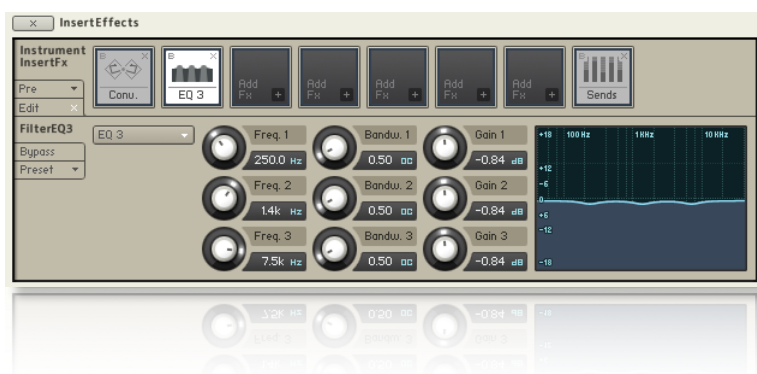 × InsertEffects
Instrument
InsertFx
Pre
Edit ×
B × Conv.
B × EQ 3
Add Fx +
Add Fx +
Add Fx +
Add Fx +
Add Fx +
B × Sends
FilterEQ3
Bypass
Preset
EQ 3
Freq. 1 Bandw. 1 Gain 1
250.0 Hz 0.50 OC -0.84 dB
Freq. 2 Bandw. 2 Gain 2
1.4k Hz 0.50 OC -0.84 dB
Freq. 3 Bandw. 3 Gain 3
7.5k Hz 0.50 OC -0.84 dB
+18 100 Hz 1 KHz 10 KHz
+12
-6
0
+6
-12
-18